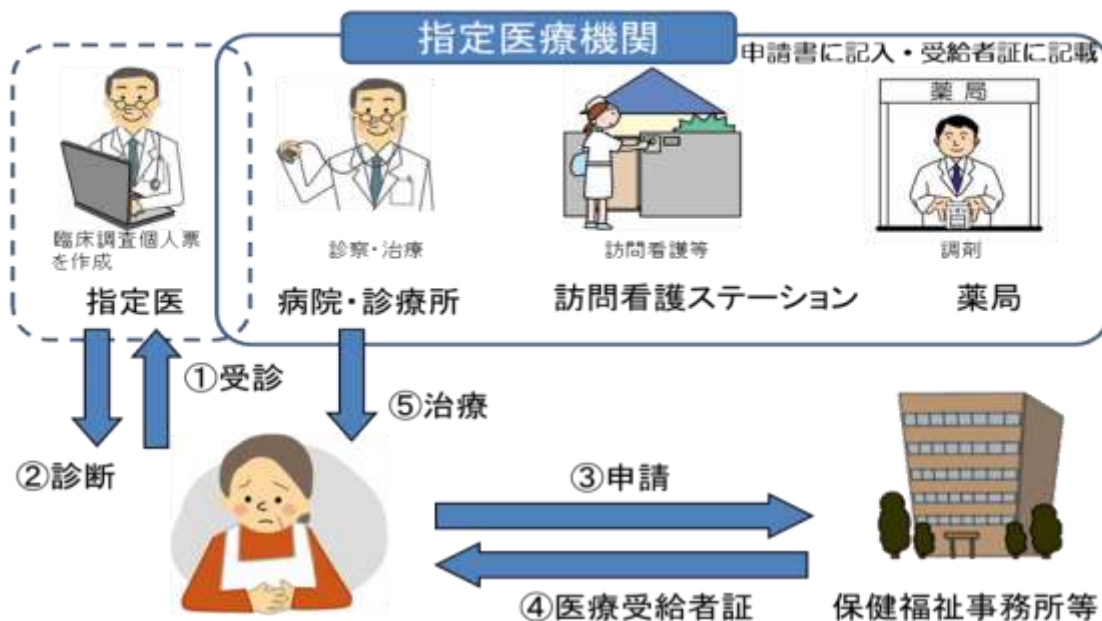 指定医療機関
申請書に記入・受給者証に記載
薬局
臨床調査個人票
を作成
診察・治療
訪問看護等
調剤
指定医
病院・診療所
訪問看護ステーション
薬局
①受診
②診断
⑤治療
③申請
④医療受給者証
保健福祉事務所等